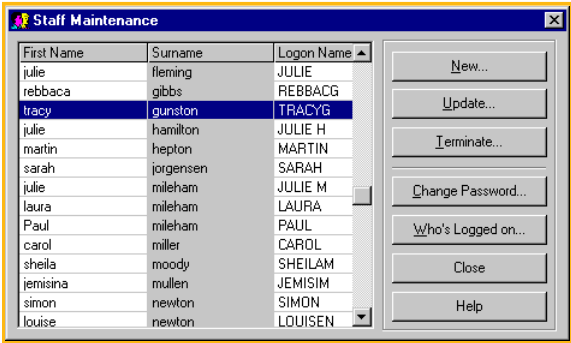 Staff Maintenance
First Name Surname Logon Name
julie fleming JULIE
rebbaca gibbs REBBACG
tracy gunston TRACYG
julie hamilton JULIE H
martin hepton MARTIN
sarah jorgensen SARAH
julie mileham JULIE M
laura mileham LAURA
Paul mileham PAUL
carol miller CAROL
sheila moody SHEILAM
jemisina mullen JEMISIM
simon newton SIMON
louise newton LOUISEN
New...
Update...
Terminate...
Change Password...
Who's Logged on...
Close
Help